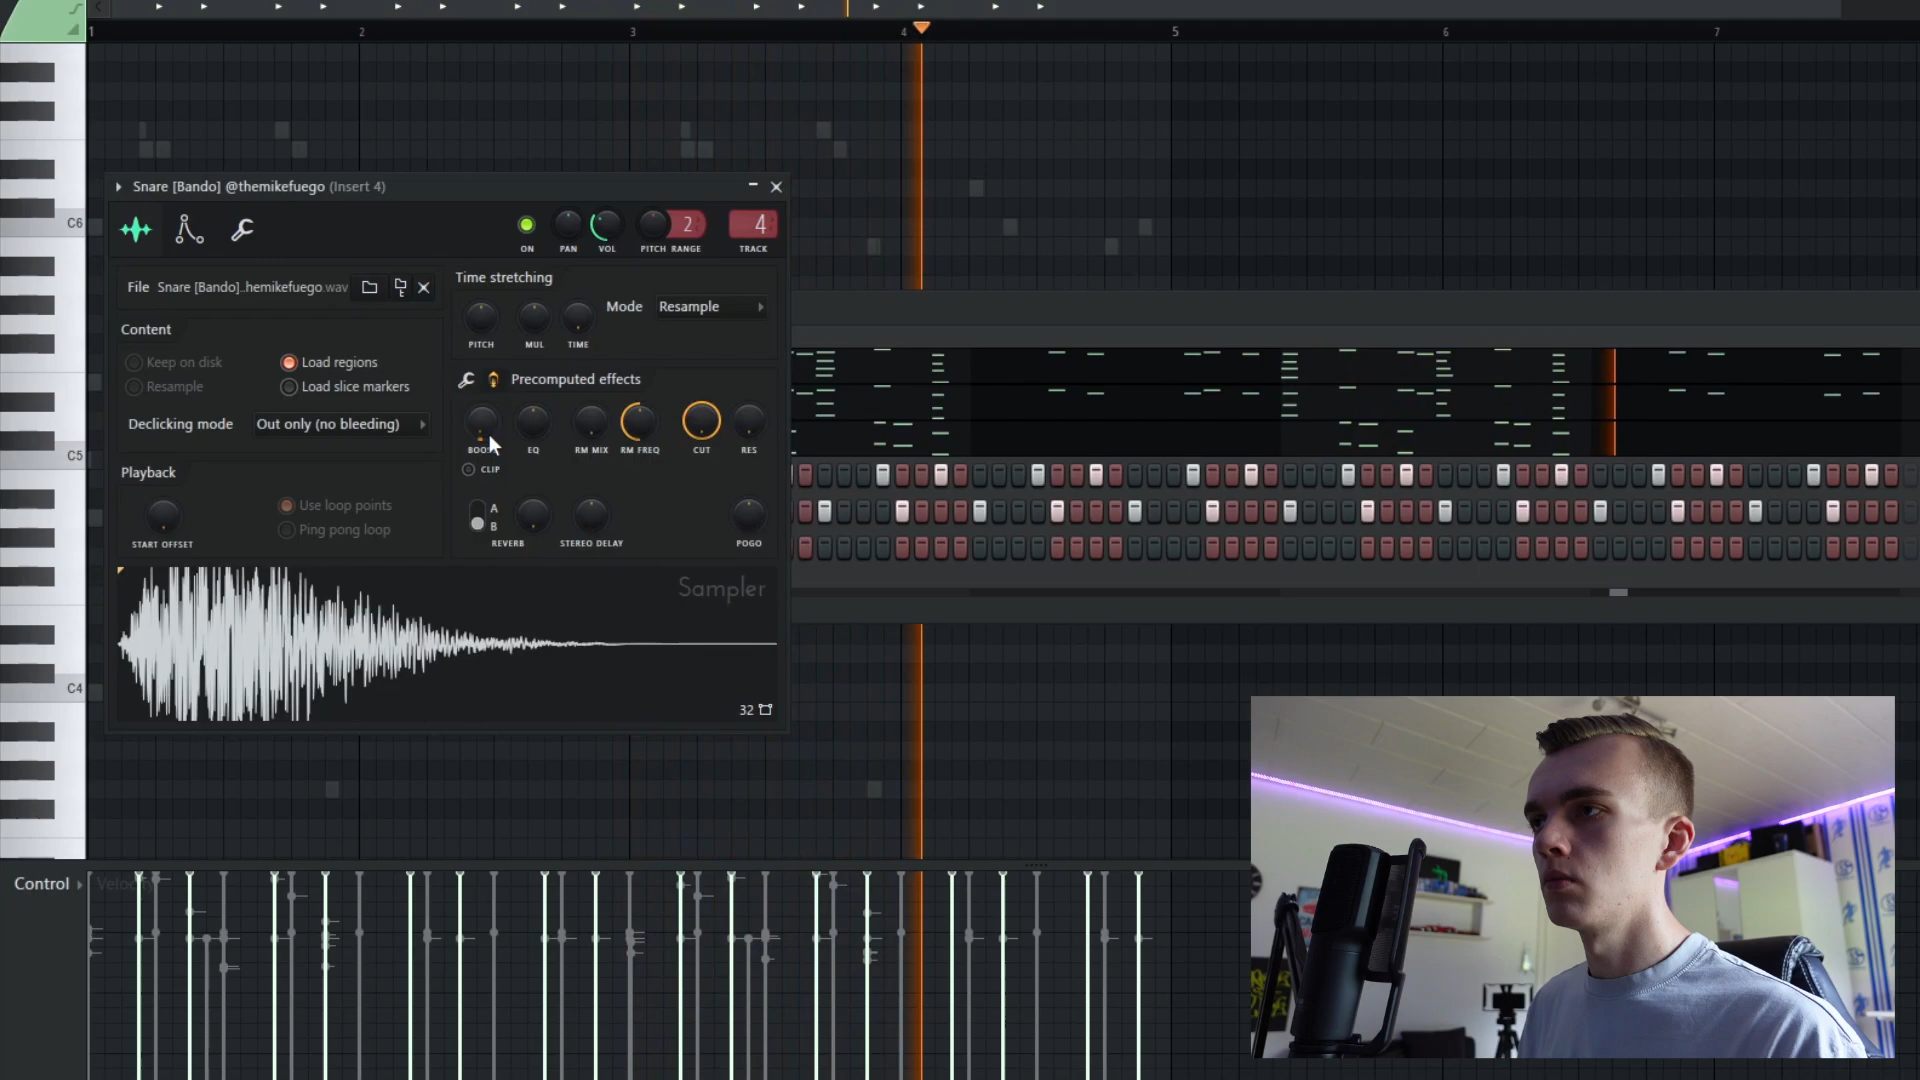 1 2 3 4 5 6 7
Snare [Bando] @themikefuego (Insert 4)
C6
2 4
ON PAN VOL PITCH RANGE TRACK
File Snare [Bando]..hemikefuego.wav
Time stretching
Mode Resample
PITCH MUL TIME
Content
Keep on disk Load regions
Resample Load slice markers
Declicking mode Out only (no bleeding)
Precomputed effects
BOOST EQ RM MIX RM FREQ CUT RES
CLIP
C5
Playback
Use loop points
Ping pong loop
START OFFSET
A
B
REVERB STEREO DELAY POGO
Sampler
C4
32
Control Velocity